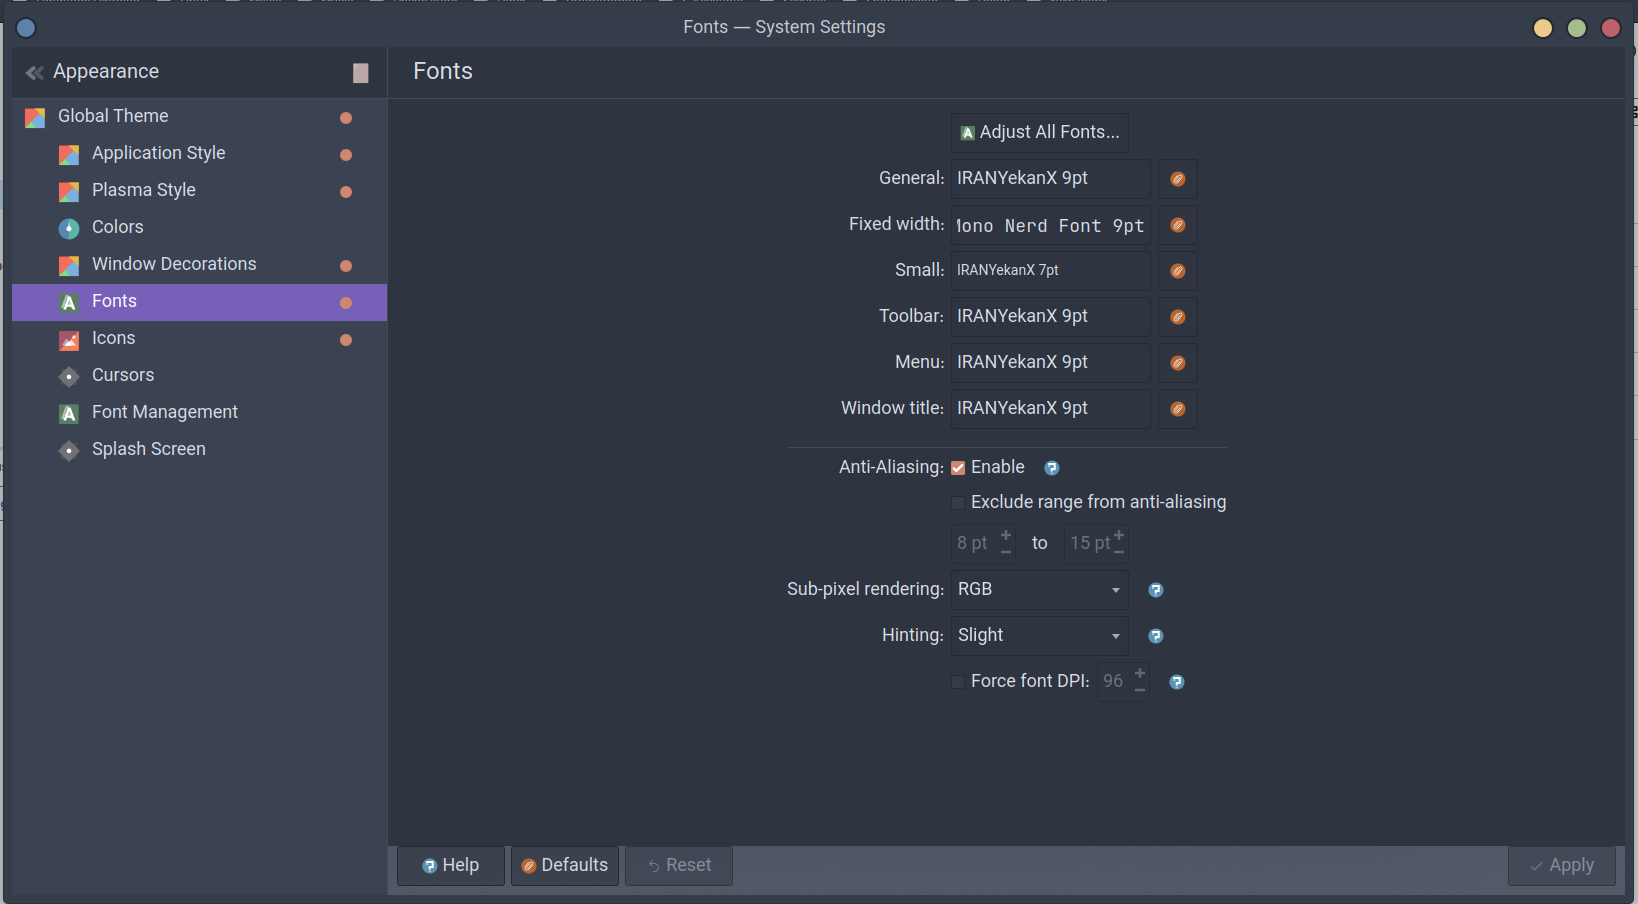 Fonts — System Settings
Appearance
Fonts
Global Theme
Application Style
Plasma Style
Colors
Window Decorations
Fonts
Icons
Cursors
Font Management
Splash Screen
Adjust All Fonts...
General: IRANYekanX 9pt
Fixed width: Mono Nerd Font 9pt
Small: IRANYekanX 7pt
Toolbar: IRANYekanX 9pt
Menu: IRANYekanX 9pt
Window title: IRANYekanX 9pt
Anti-Aliasing: Enable
Exclude range from anti-aliasing
8 pt to 15 pt
Sub-pixel rendering: RGB
Hinting: Slight
Force font DPI: 96
Help Defaults Reset Apply